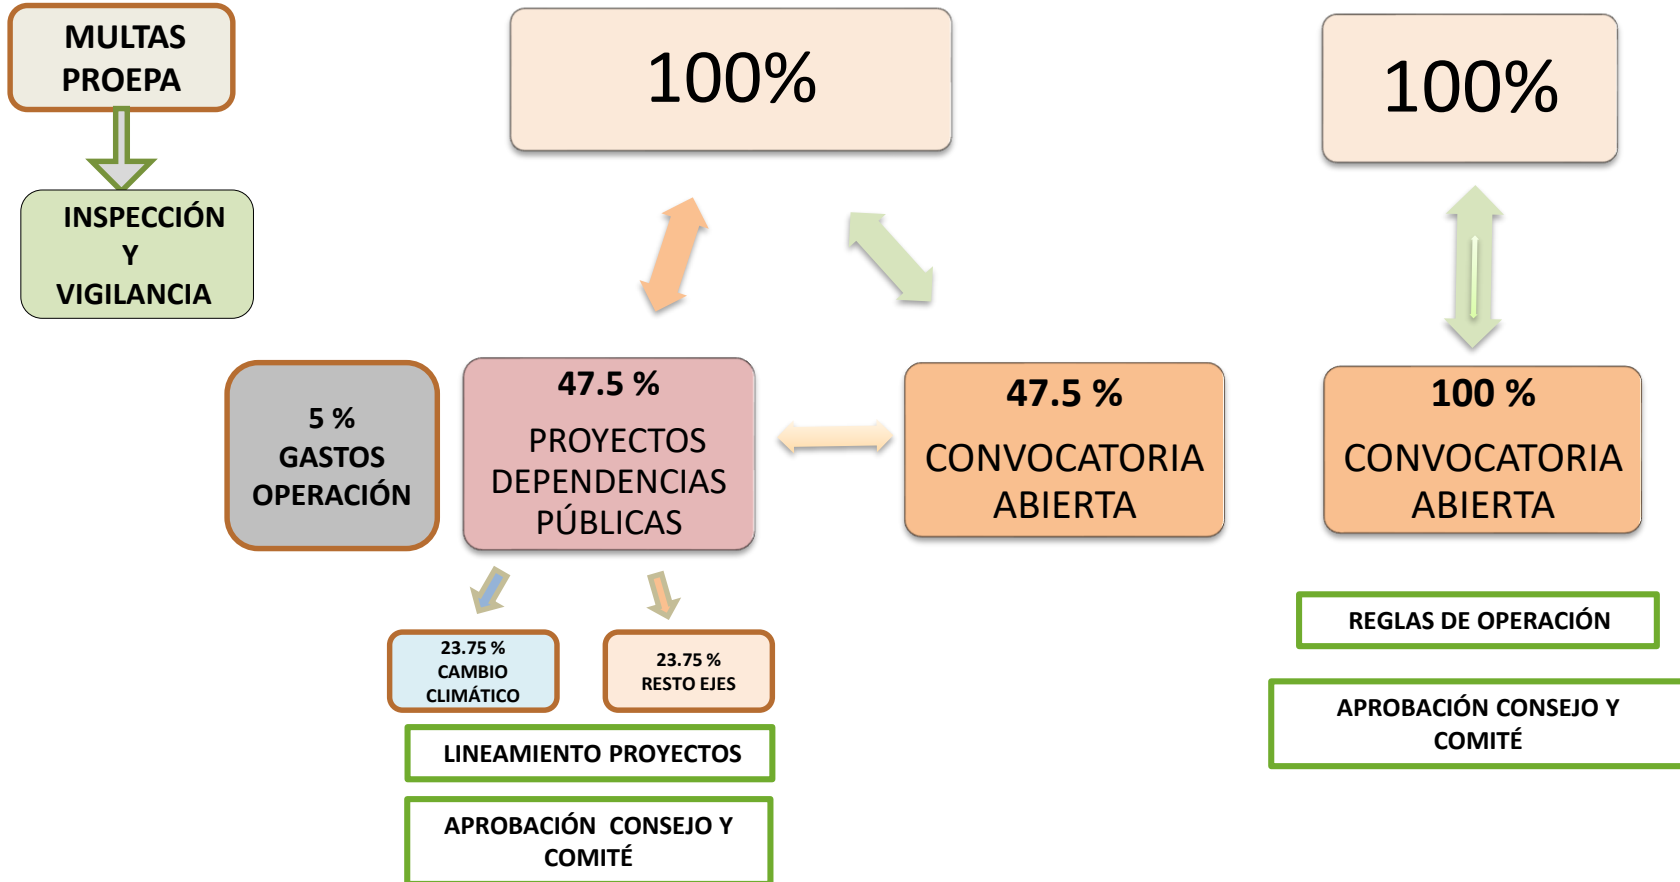 MULTAS
PROEPA
INSPECCIÓN
Y
VIGILANCIA
100%
100%
5 %
GASTOS
OPERACIÓN
47.5 %
PROYECTOS
DEPENDENCIAS
PÚBLICAS
47.5 %
CONVOCATORIA
ABIERTA
100 %
CONVOCATORIA
ABIERTA
23.75 %
CAMBIO
CLIMÁTICO
23.75 %
RESTO EJES
LINEAMIENTO PROYECTOS
APROBACIÓN CONSEJO Y
COMITÉ
REGLAS DE OPERACIÓN
APROBACIÓN CONSEJO Y
COMITÉ